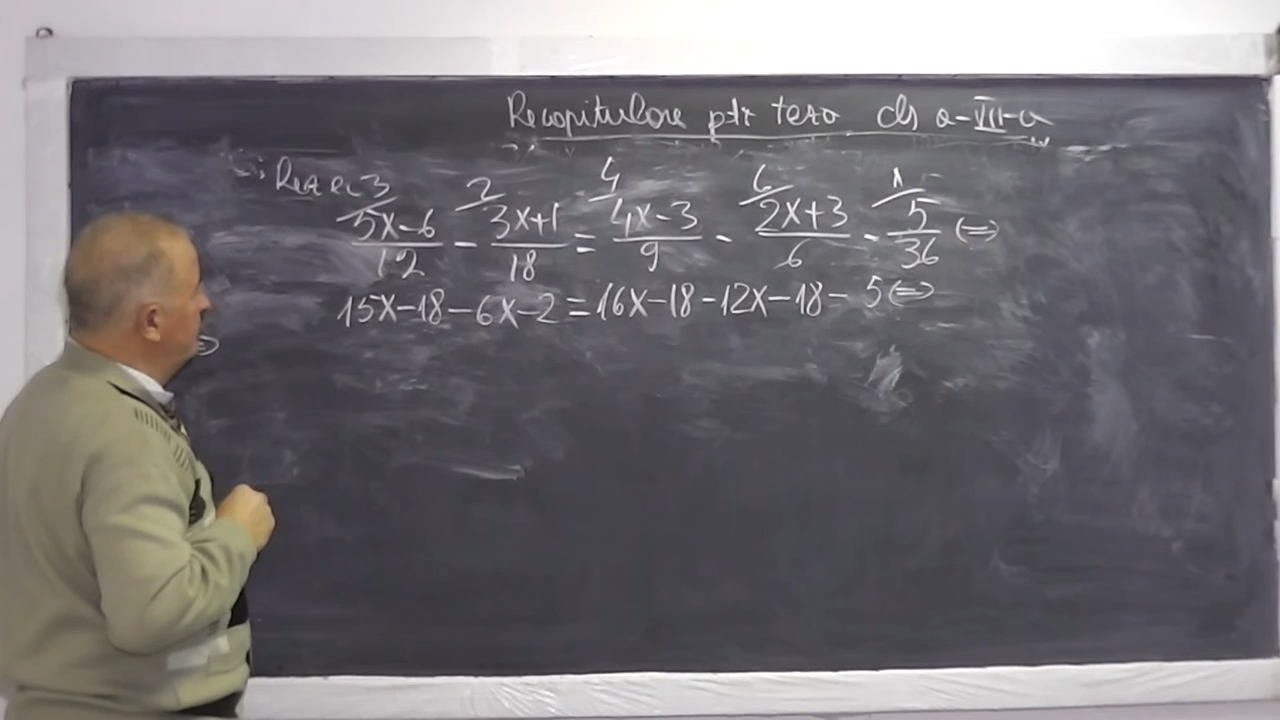 Recapitulare ptr teza cls a-VII-a
Rez ec.
3 2 4 6 1
5x-6/12 - 3x+1/18 = 4x-3/9 - 2x+3/6 - 5/36 <=>
15x-18-6x-2=16x-18-12x-18-5<=>